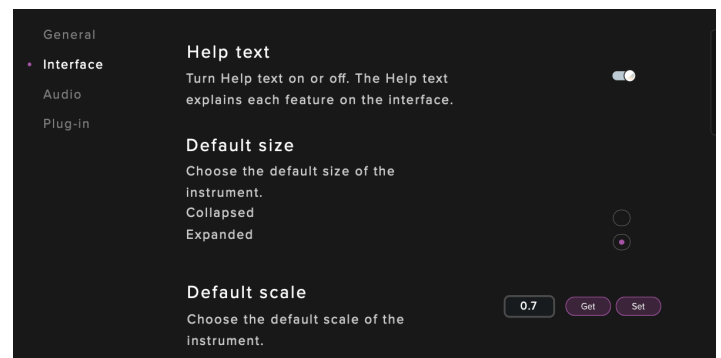 General
Interface
Audio
Plug-in
Help text
Turn Help text on or off. The Help text
explains each feature on the interface.
Default size
Choose the default size of the
instrument.
Collapsed
Expanded
Default scale
Choose the default scale of the
instrument.
0.7 Get Set